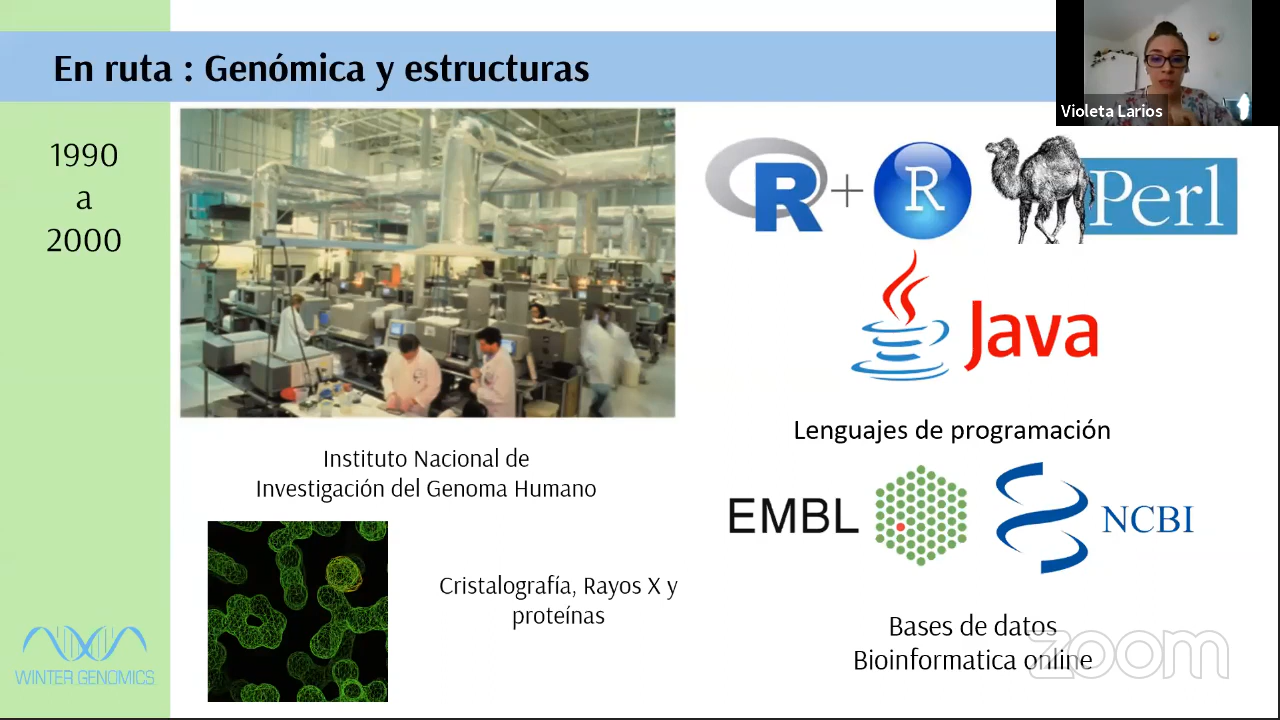 En ruta : Genómica y estructuras
Violeta Larios
1990
a
2000
R
+
R
Perl
Java
Lenguajes de programación
Instituto Nacional de
Investigación del Genoma Humano
EMBL
NCBI
Cristalografía, Rayos X y
proteínas
Bases de datos
Bioinformatica online
zoom
WINTER GENOMICS